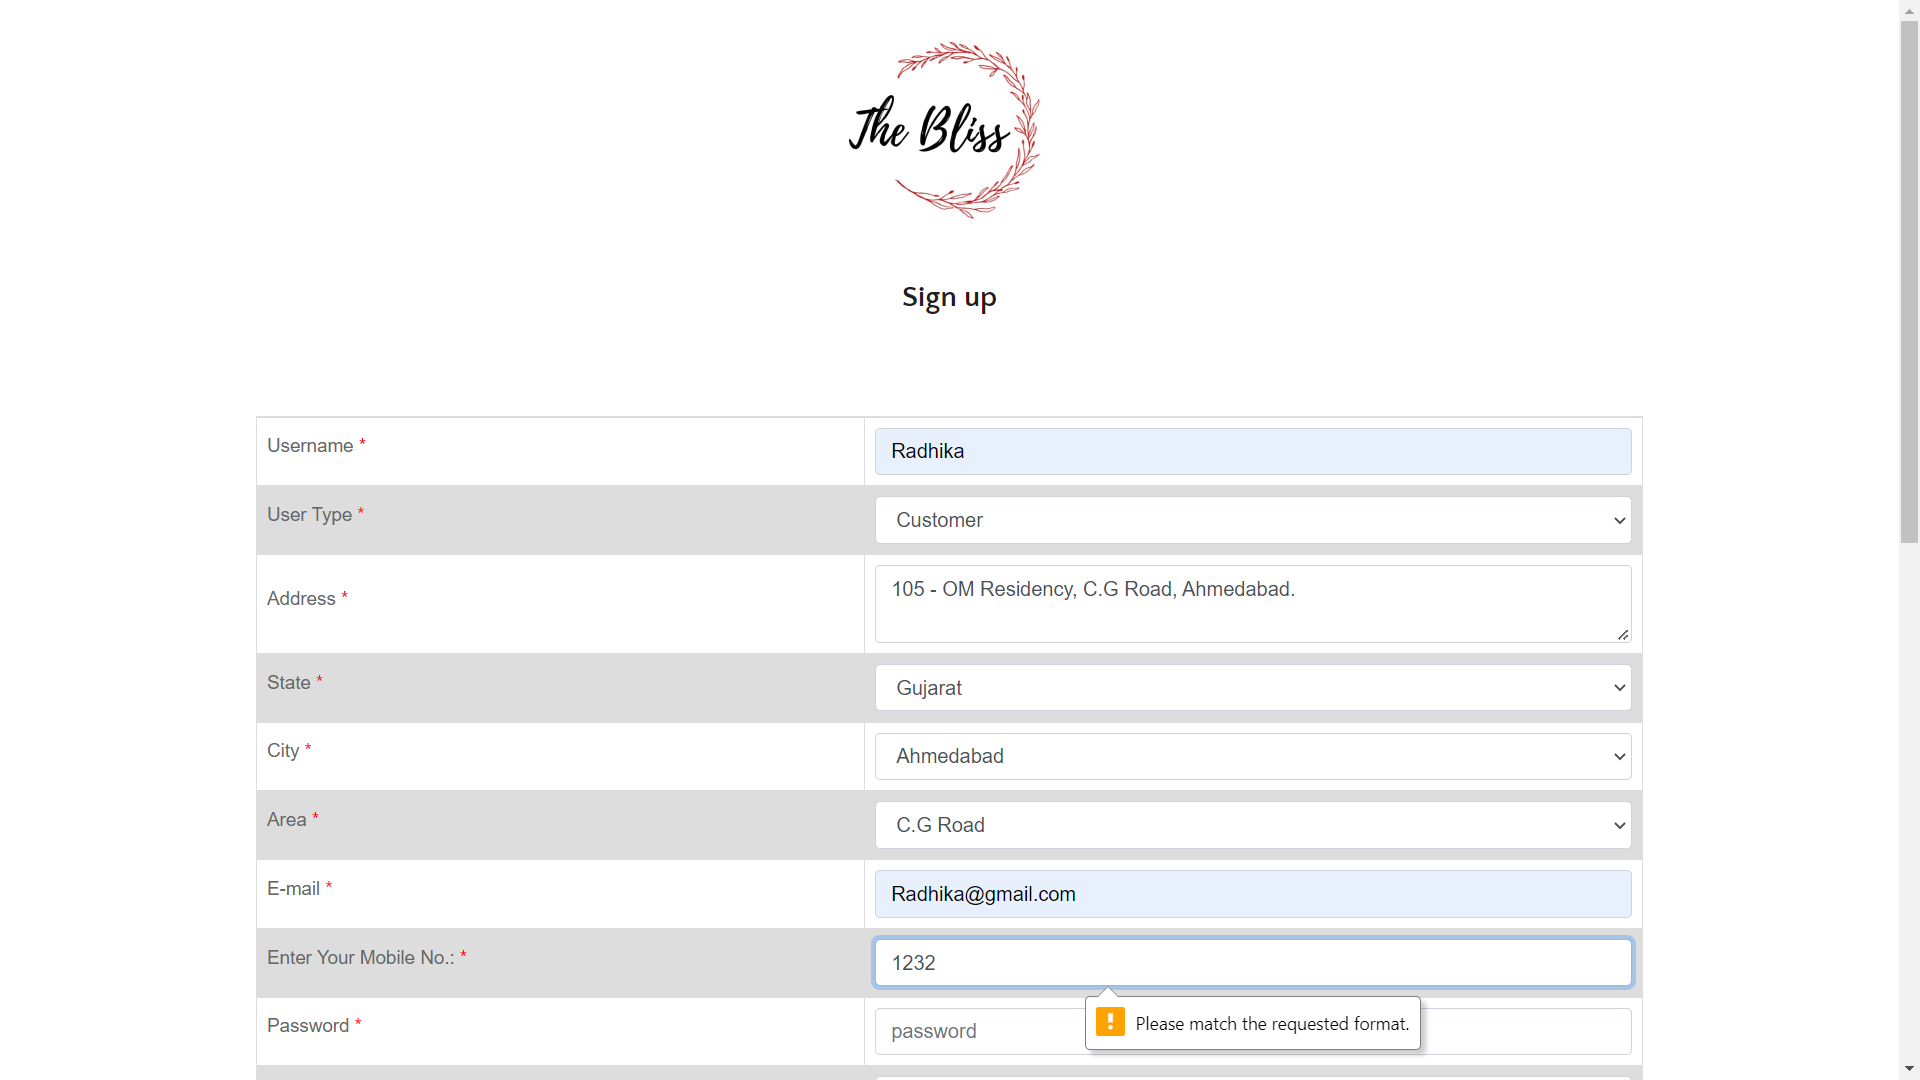 The Bliss
Sign up
Username *
Radhika
User Type *
Customer
Address *
105 - OM Residency, C.G Road, Ahmedabad.
State *
Gujarat
City *
Ahmedabad
Area *
C.G Road
E-mail *
Radhika@gmail.com
Enter Your Mobile No.: *
1232
Password *
password
Please match the requested format.